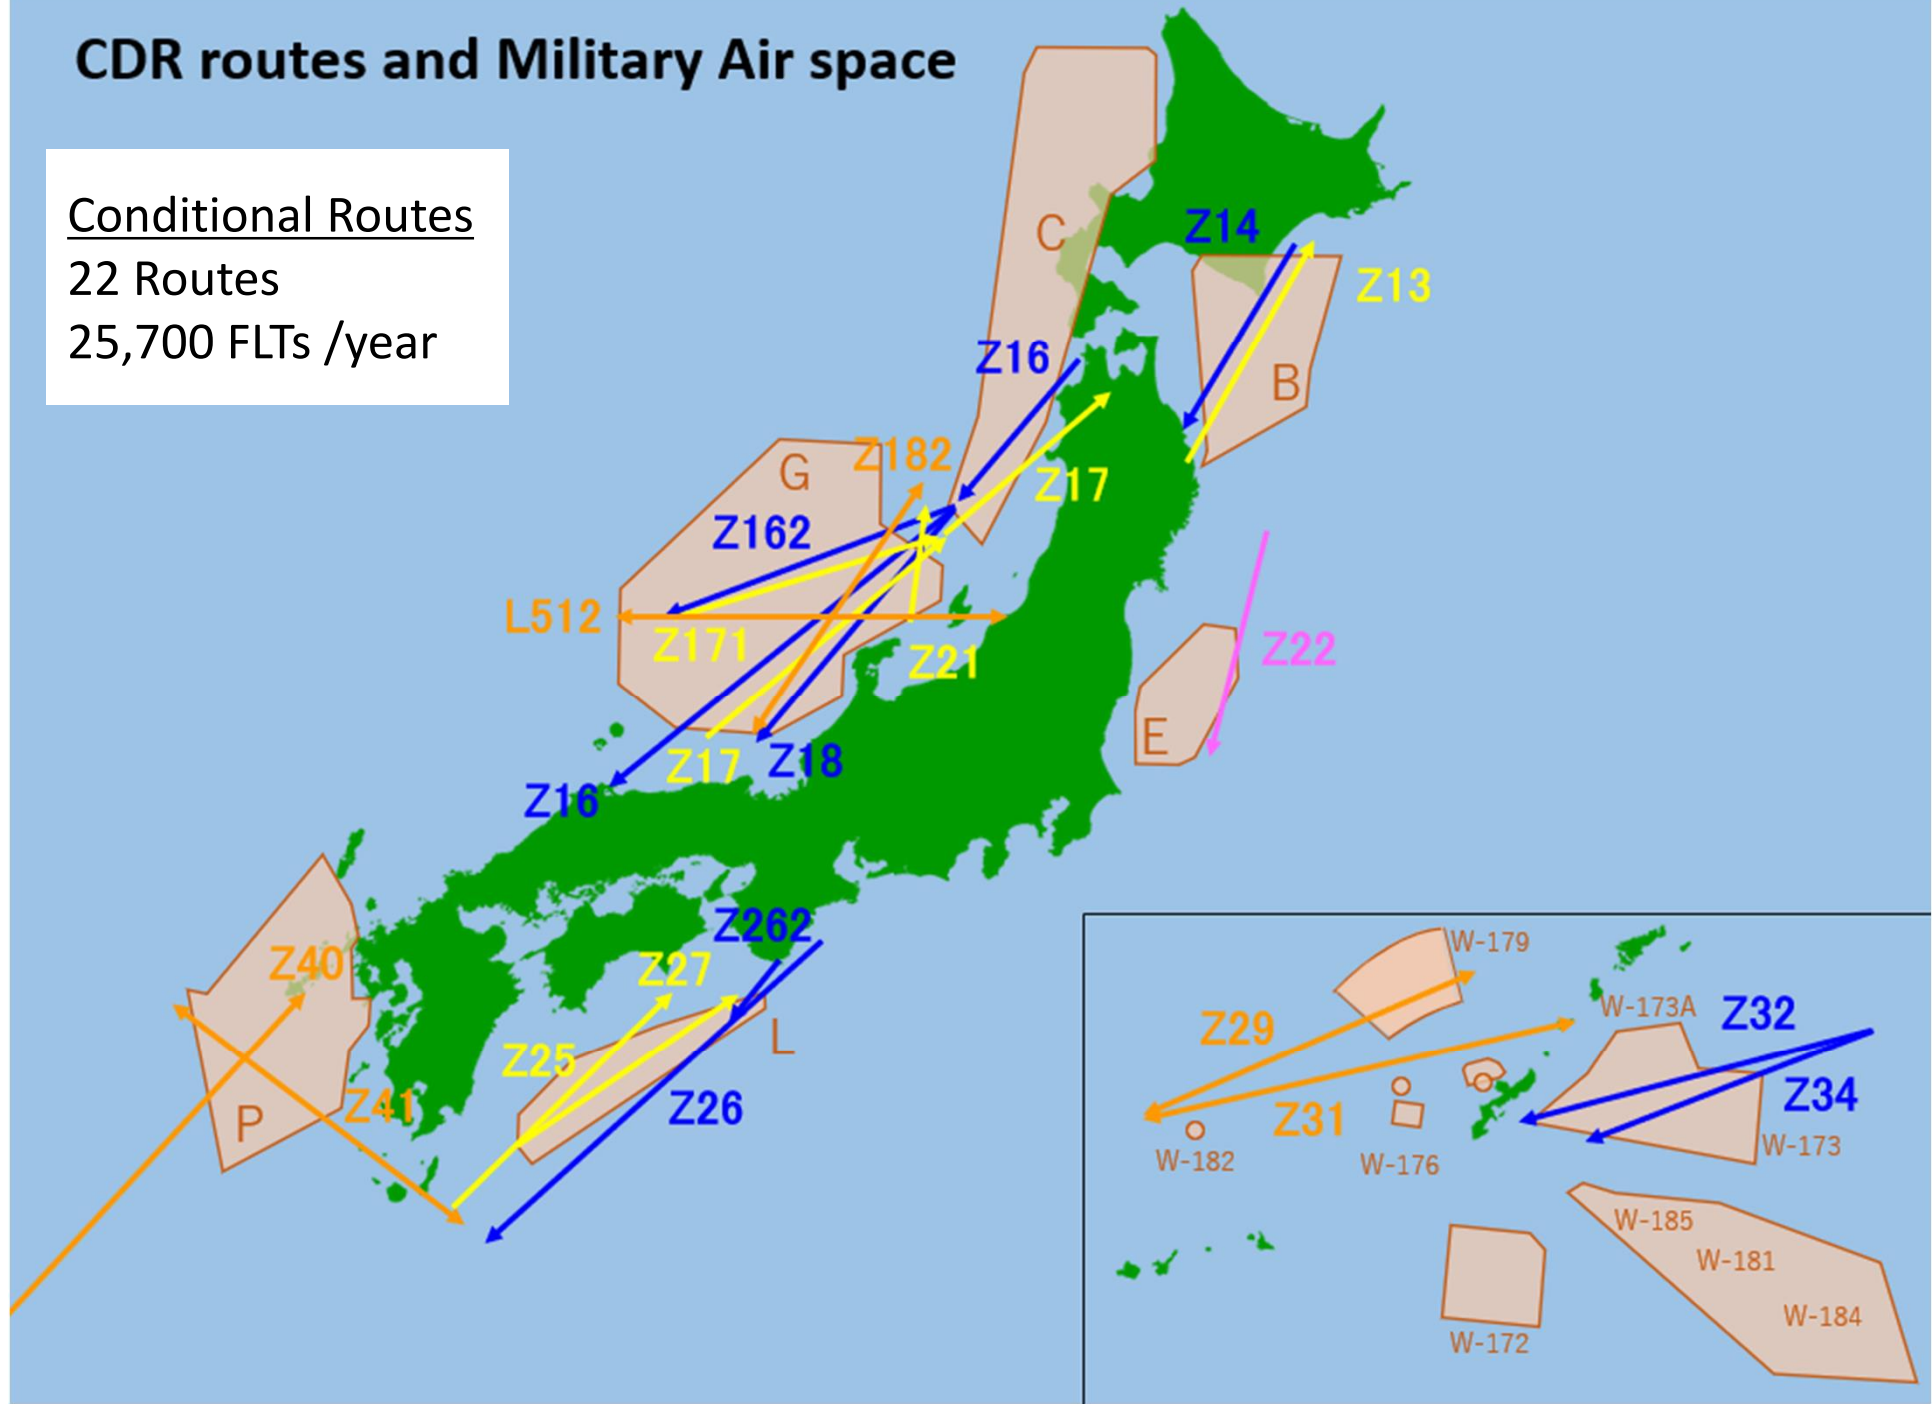 CDR routes and Military Air space
Conditional Routes
22 Routes
25,700 FLTs /year
C
Z14
Z13
Z16
B
Z182
G
Z17
Z162
L512
Z171
Z21
Z22
E
Z17
Z18
Z16
Z262
Z40
Z27
Z25
L
Z41
P
Z26
W-179
Z29
W-173A
Z32
Z34
Z31
W-182
W-176
W-173
W-185
W-181
W-184
W-172